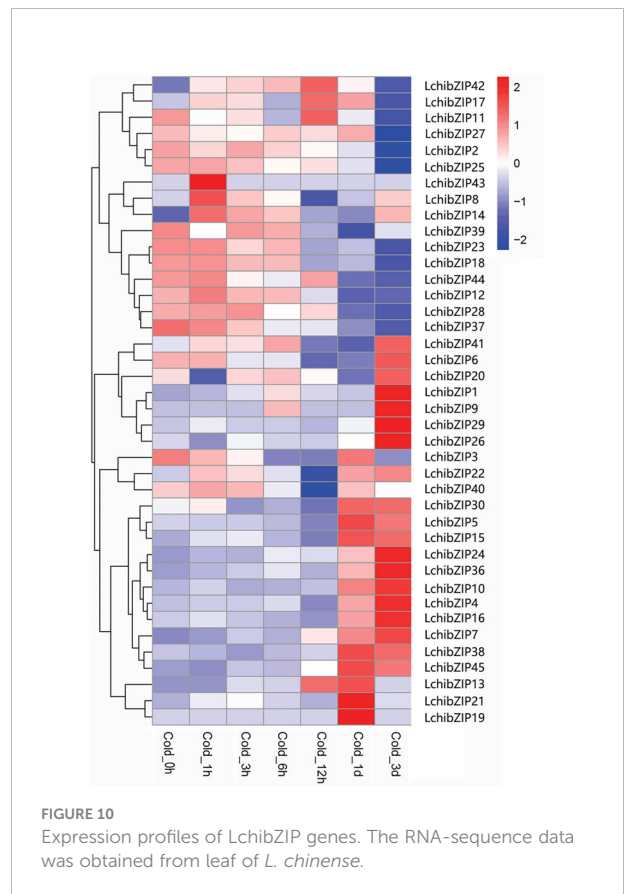 LchibZIP42
LchibZIP17
LchibZIP11
LchibZIP27
LchibZIP2
LchibZIP25
LchibZIP43
LchibZIP8
LchibZIP14
LchibZIP39
LchibZIP23
LchibZIP18
LchibZIP44
LchibZIP12
LchibZIP28
LchibZIP37
LchibZIP41
LchibZIP6
LchibZIP20
LchibZIP1
LchibZIP9
LchibZIP29
LchibZIP26
LchibZIP3
LchibZIP22
LchibZIP40
LchibZIP30
LchibZIP5
LchibZIP15
LchibZIP24
LchibZIP36
LchibZIP10
LchibZIP4
LchibZIP16
LchibZIP7
LchibZIP38
LchibZIP45
LchibZIP13
LchibZIP21
LchibZIP19
2
1
0
−1
−2
Cold_0h
Cold_1h
Cold_3h
Cold_6h
Cold_12h
Cold_1d
Cold_3d
FIGURE 10
Expression profiles of LchibZIP genes. The RNA-sequence data
was obtained from leaf of L. chinense.